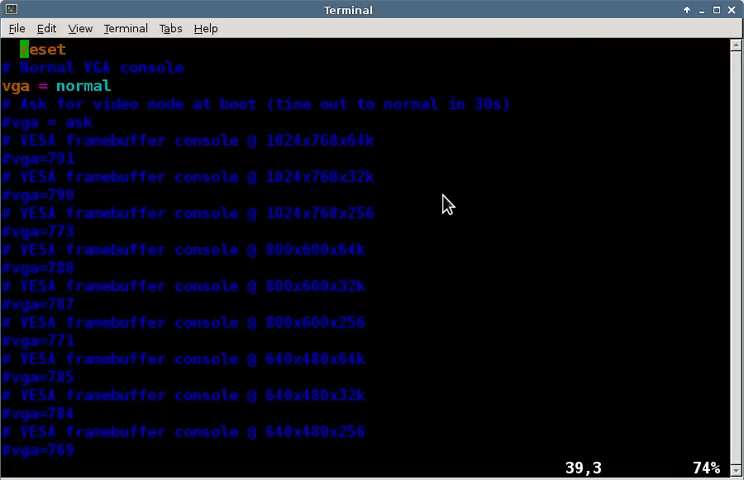 Terminal
File Edit View Terminal Tabs Help
reset
# Normal VGA console
vga = normal
# Ask for video mode at boot (time out to normal in 30s)
#vga = ask
# VESA framebuffer console @ 1024x768x64k
#vga=791
# VESA framebuffer console @ 1024x768x32k
#vga=790
# VESA framebuffer console @ 1024x768x256
#vga=773
# VESA framebuffer console @ 800x600x64k
#vga=788
# VESA framebuffer console @ 800x600x32k
#vga=787
# VESA framebuffer console @ 800x600x256
#vga=771
# VESA framebuffer console @ 640x480x64k
#vga=785
# VESA framebuffer console @ 640x480x32k
#vga=784
# VESA framebuffer console @ 640x480x256
#vga=769
39,3 74%